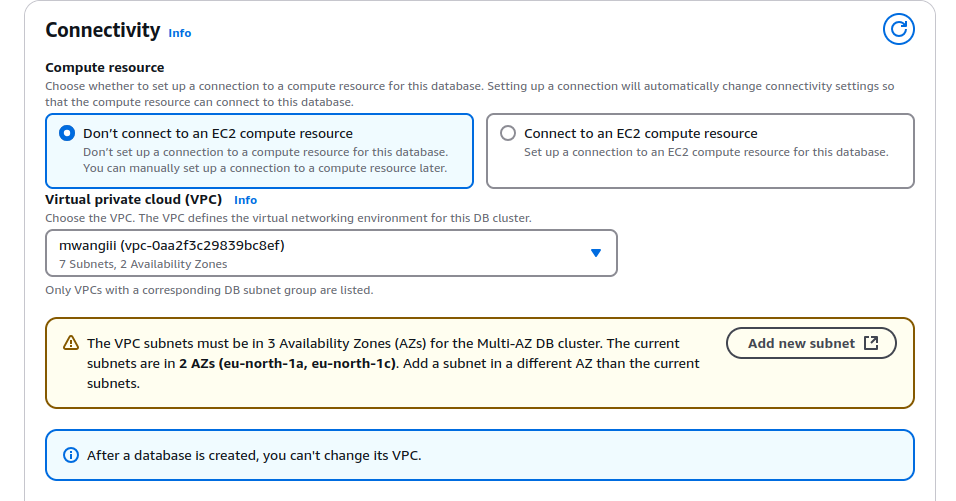 Connectivity Info
Compute resource
Choose whether to set up a connection to a compute resource for this database. Setting up a connection will automatically change connectivity settings so
that the compute resource can connect to this database.
Don’t connect to an EC2 compute resource
Don’t set up a connection to a compute resource for this database.
You can manually set up a connection to a compute resource later.
Connect to an EC2 compute resource
Set up a connection to an EC2 compute resource for this database.
Virtual private cloud (VPC) Info
Choose the VPC. The VPC defines the virtual networking environment for this DB cluster.
mwangiii (vpc-0aa2f3c29839bc8ef)
7 Subnets, 2 Availability Zones
Only VPCs with a corresponding DB subnet group are listed.
The VPC subnets must be in 3 Availability Zones (AZs) for the Multi-AZ DB cluster. The current
subnets are in 2 AZs (eu-north-1a, eu-north-1c). Add a subnet in a different AZ than the current
subnets.
Add new subnet
After a database is created, you can't change its VPC.